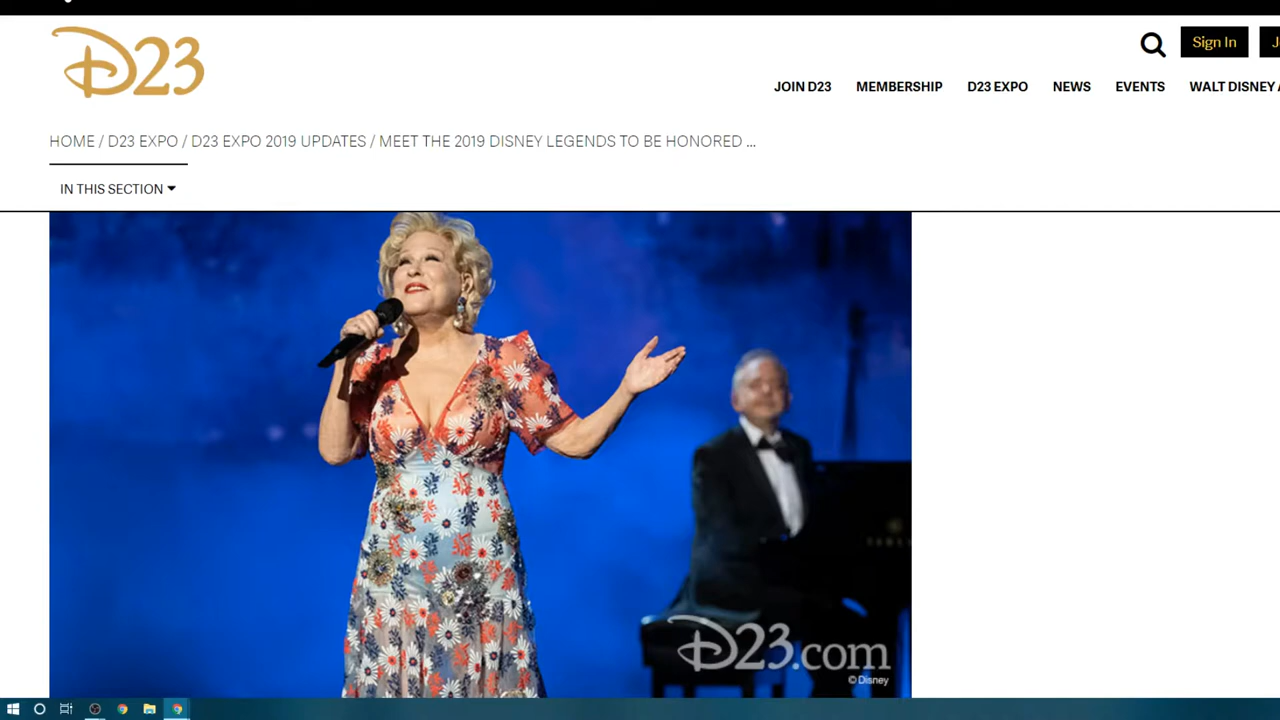 D23
Sign In
JOIN D23 MEMBERSHIP D23 EXPO NEWS EVENTS WALT DISNEY
HOME / D23 EXPO / D23 EXPO 2019 UPDATES / MEET THE 2019 DISNEY LEGENDS TO BE HONORED ...
IN THIS SECTION
D23.com
© Disney